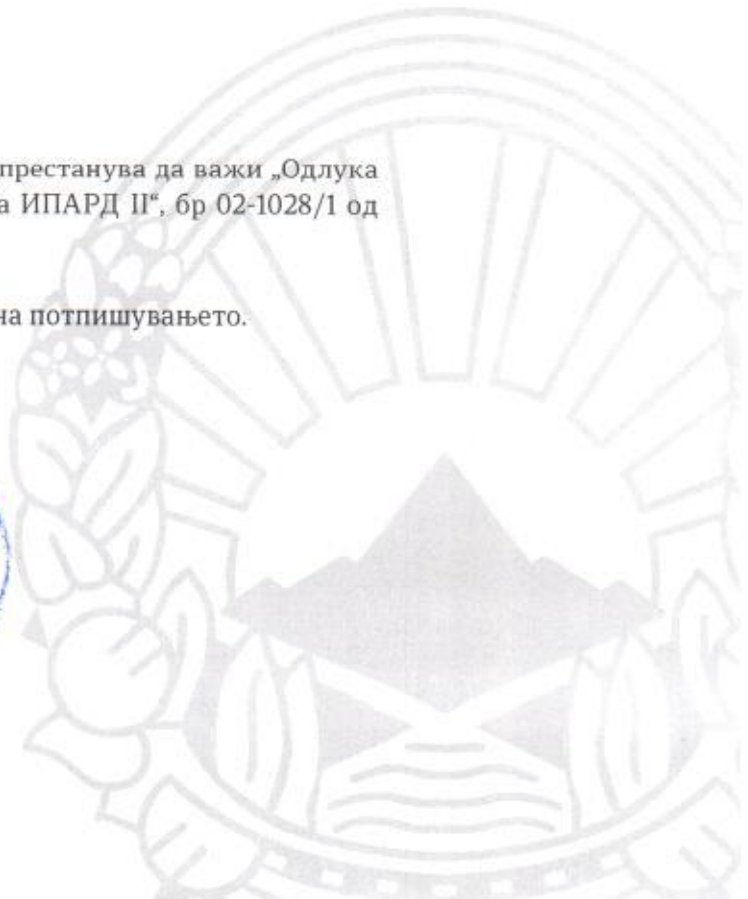 престанува да важи „Одлука
а ИПАРД II“, бр 02-1028/1 од
на потпишувањето.